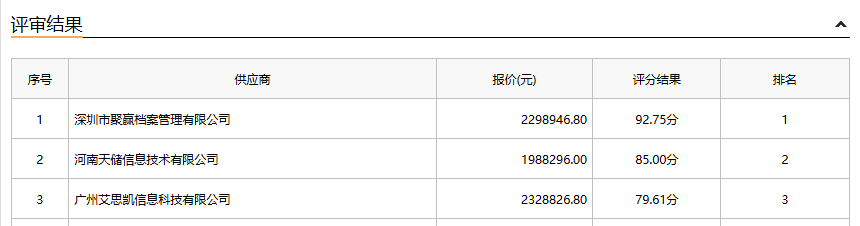 评审结果
序号 供应商 报价(元) 评分结果 排名
1 深圳市聚赢档案管理有限公司 2298946.80 92.75分 1
2 河南天储信息技术有限公司 1988296.00 85.00分 2
3 广州艾思凯信息科技有限公司 2328826.80 79.61分 3